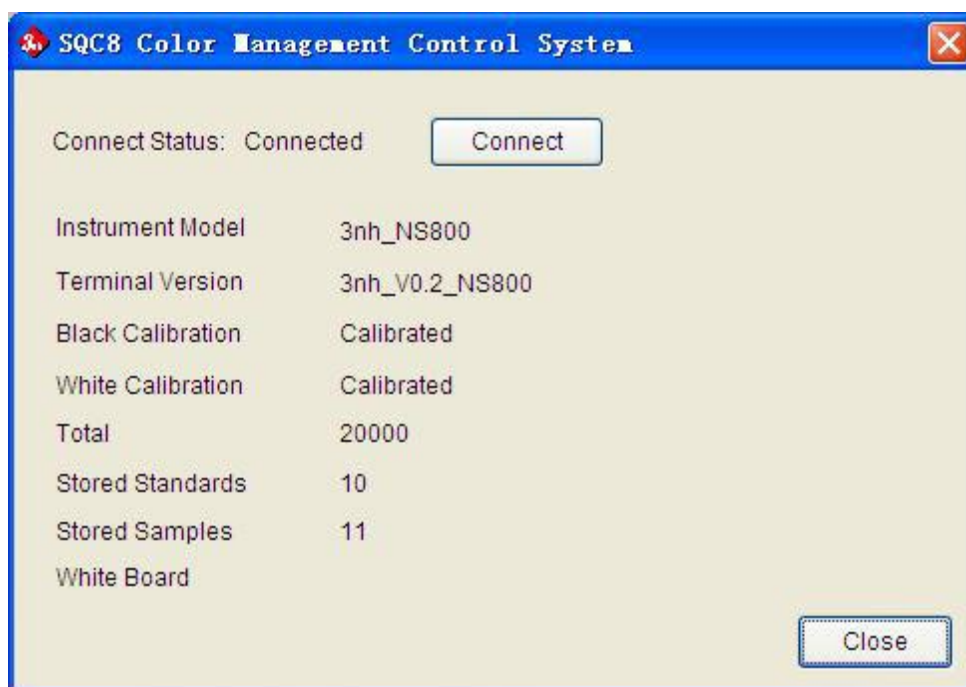 SQC8 Color Management Control System
Connect Status: Connected Connect
Instrument Model 3nh_NS800
Terminal Version 3nh_V0.2_NS800
Black Calibration Calibrated
White Calibration Calibrated
Total 20000
Stored Standards 10
Stored Samples 11
White Board
Close